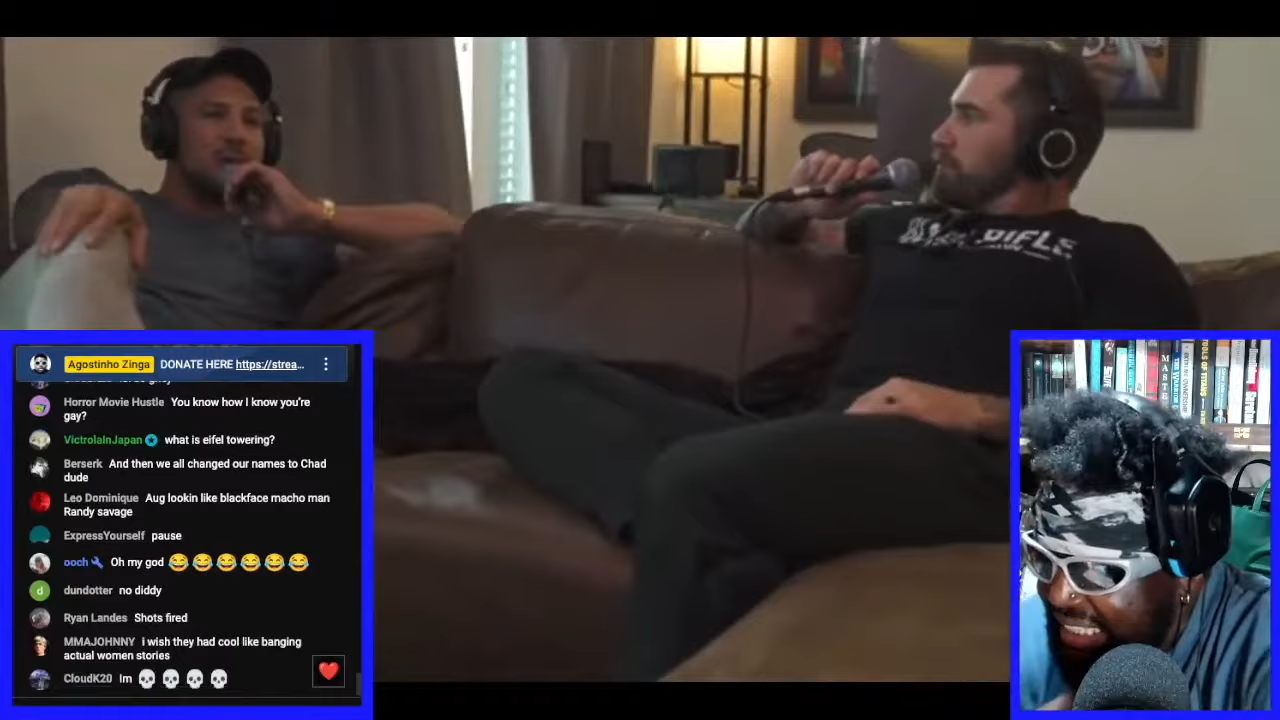 RIFLE
Agostinho Zinga DONATE HERE https://strea...
Horror Movie Hustle You know how I know you're
gay?
VictrolaInJapan what is eifel towering?
Berserk And then we all changed our names to Chad
dude
Leo Dominique Aug lookin like blackface macho man
Randy savage
ExpressYourself pause
ooch Oh my god 😂😂😂😂😂😂
d dundotter no diddy
Ryan Landes Shots fired
MMAJOHNNY i wish they had cool like banging
actual women stories
CloudK20 Im 💀💀💀💀